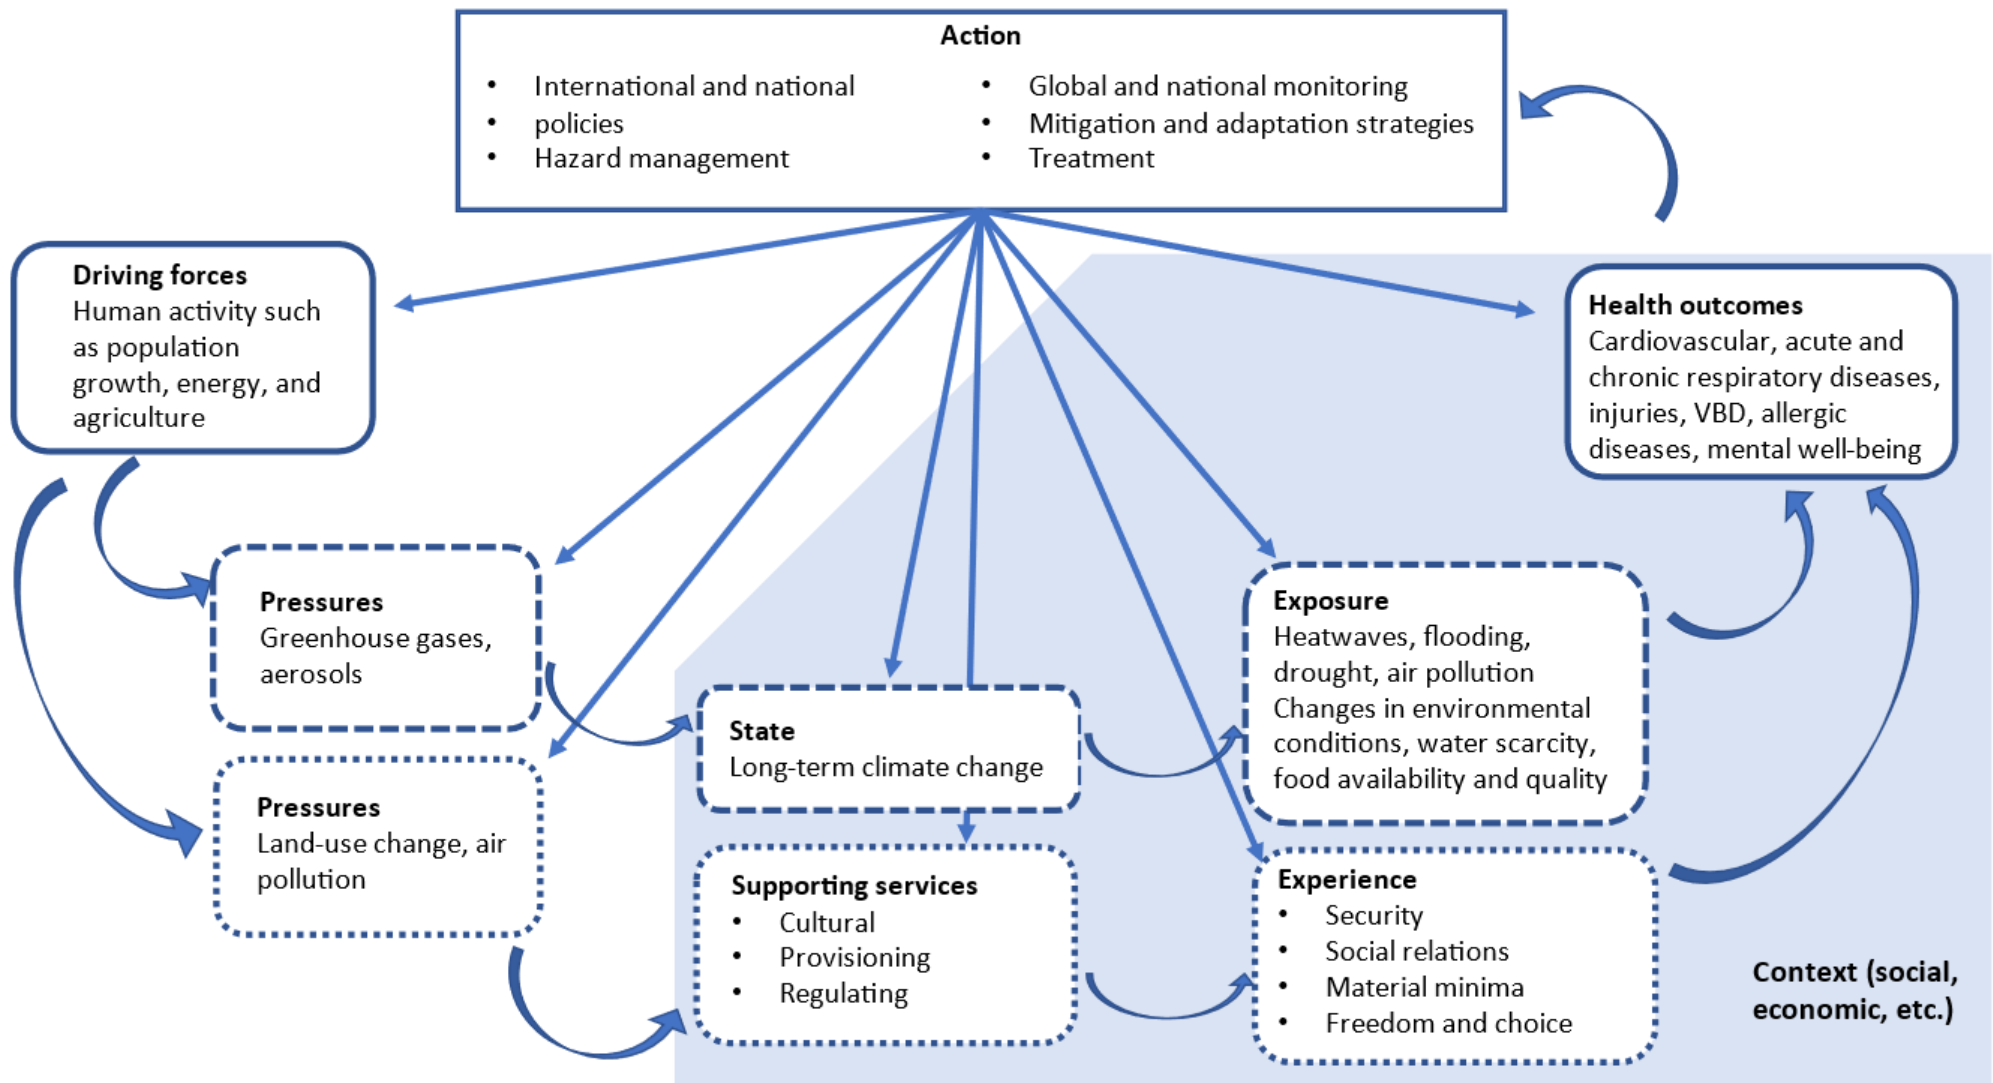 Action
• International and national
• policies
• Hazard management
• Global and national monitoring
• Mitigation and adaptation strategies
• Treatment
Driving forces
Human activity such
as population
growth, energy, and
agriculture
Health outcomes
Cardiovascular, acute and
chronic respiratory diseases,
injuries, VBD, allergic
diseases, mental well-being
Pressures
Greenhouse gases,
aerosols
Exposure
Heatwaves, flooding,
drought, air pollution
Changes in environmental
conditions, water scarcity,
food availability and quality
State
Long-term climate change
Pressures
Land-use change, air
pollution
Supporting services
• Cultural
• Provisioning
• Regulating
Experience
• Security
• Social relations
• Material minima
• Freedom and choice
Context (social,
economic, etc.)